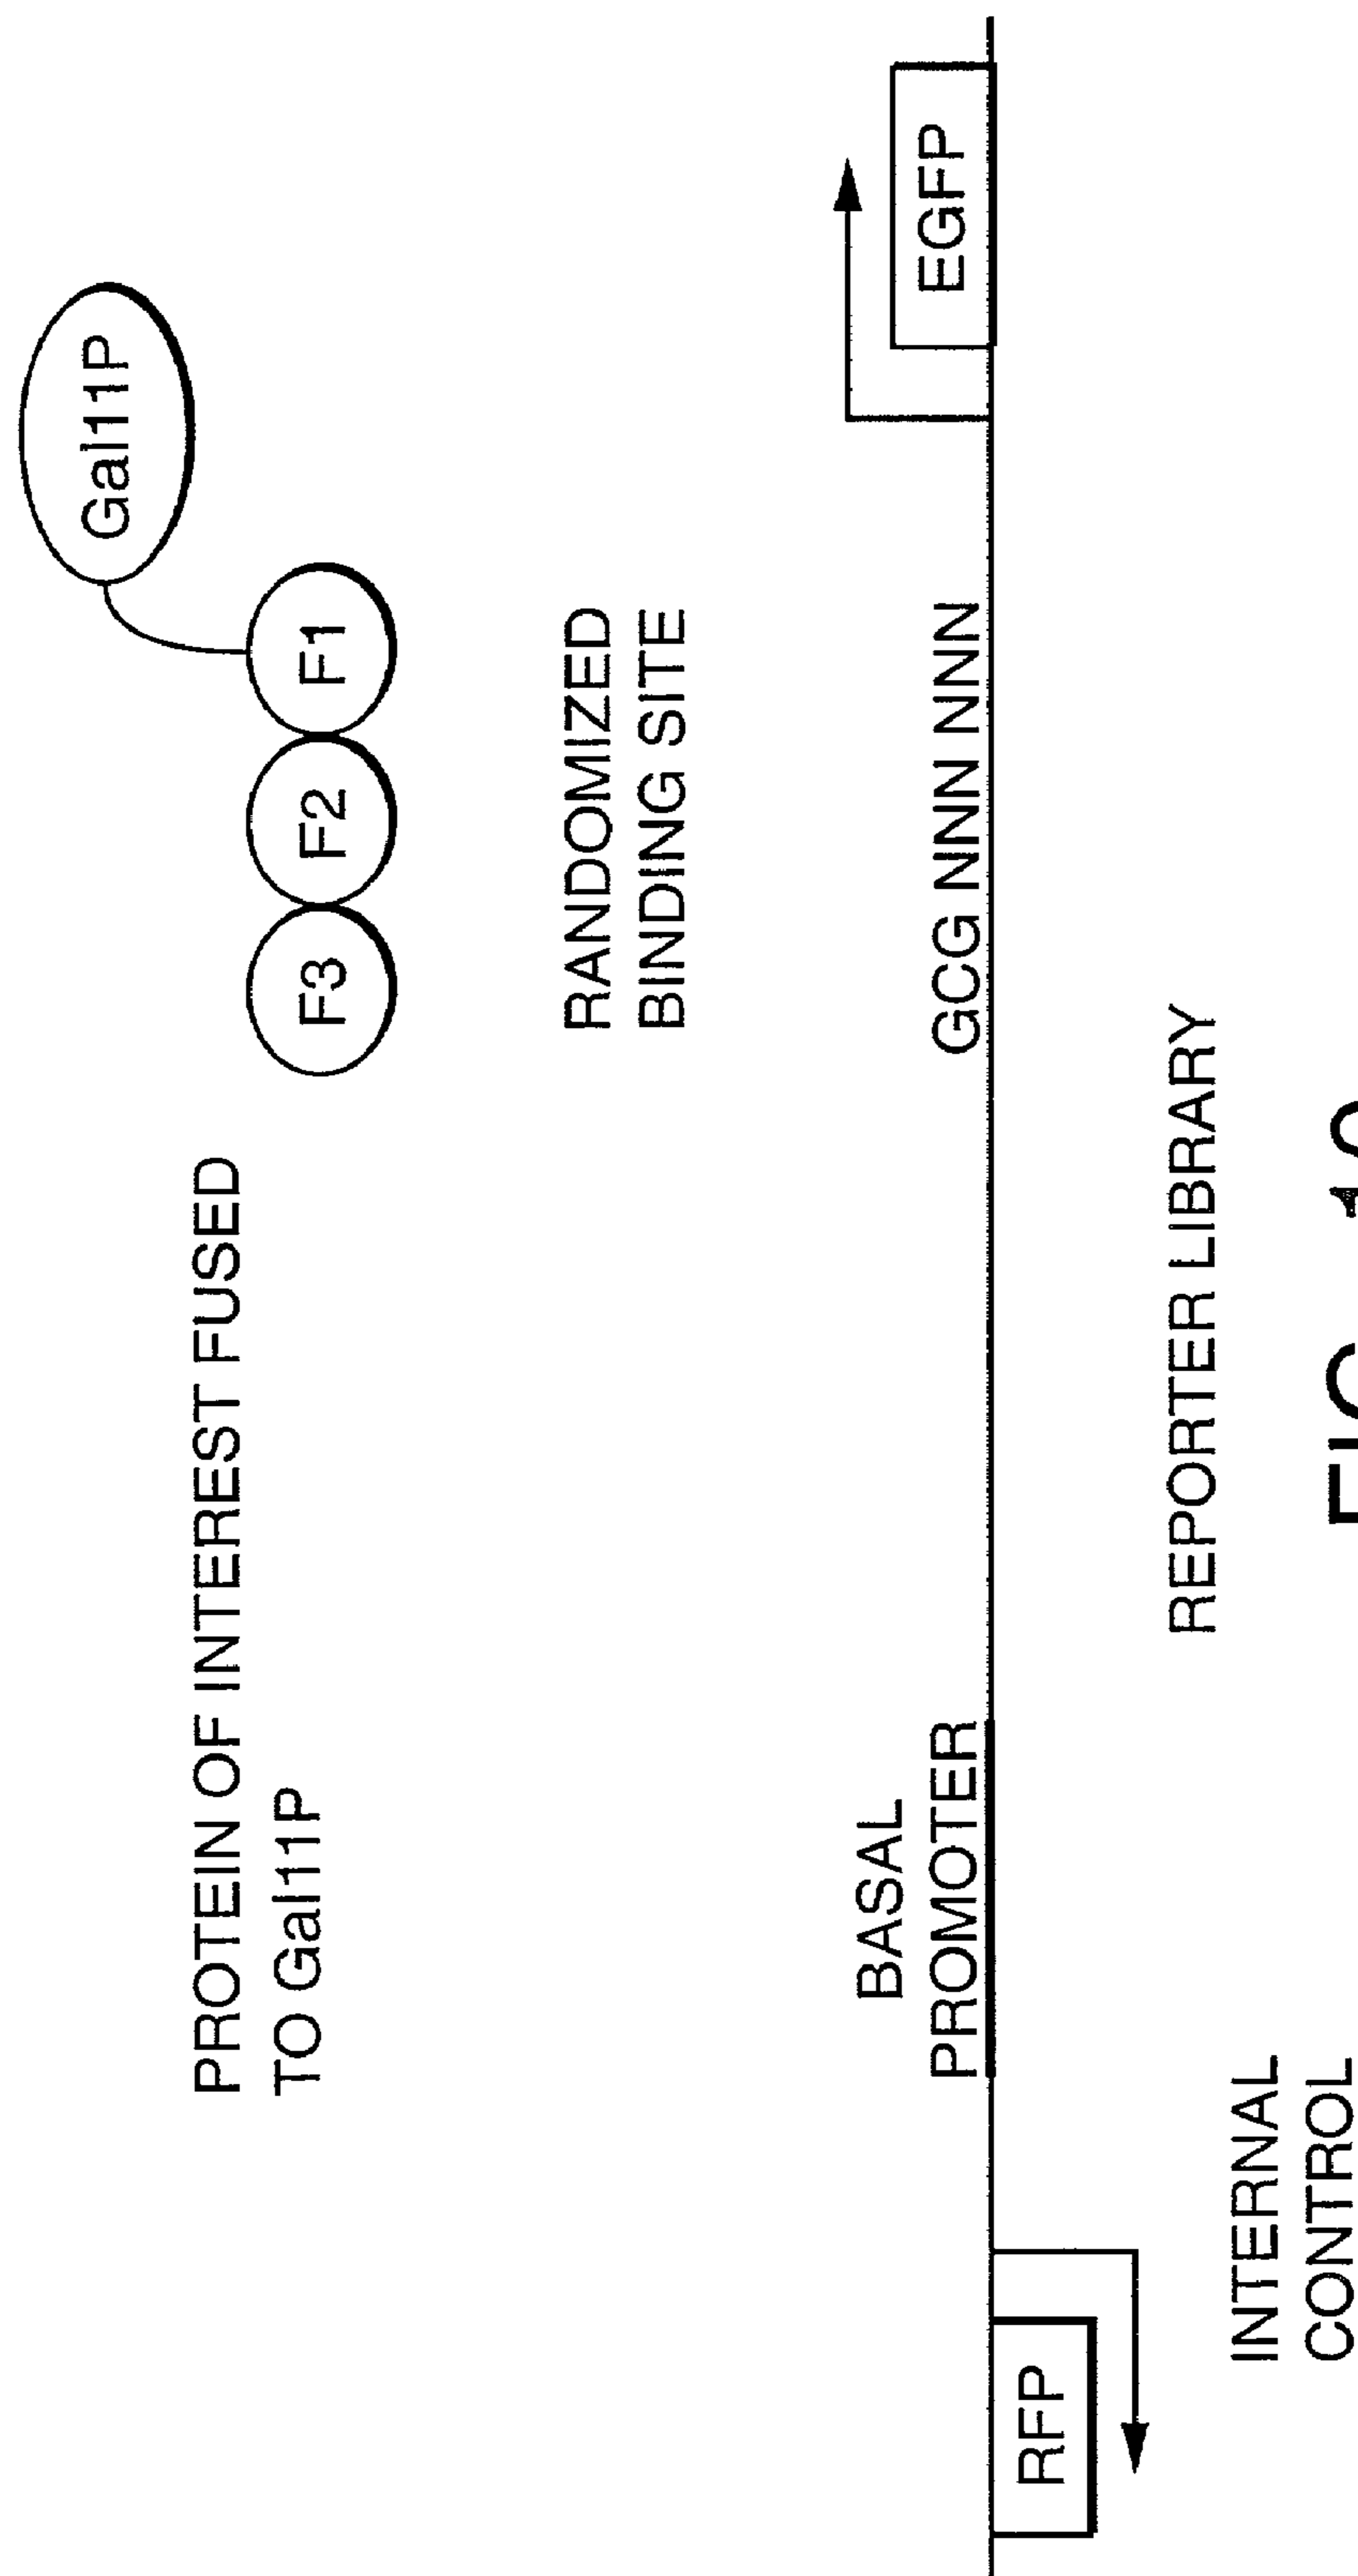 PROTEIN OF INTEREST FUSED
TO Gal11P
Gal11P
F3 F2 F1
RANDOMIZED
BINDING SITE
BASAL
PROMOTER
GCG NNN NNN
EGFP
RFP
REPORTER LIBRARY
INTERNAL
CONTROL